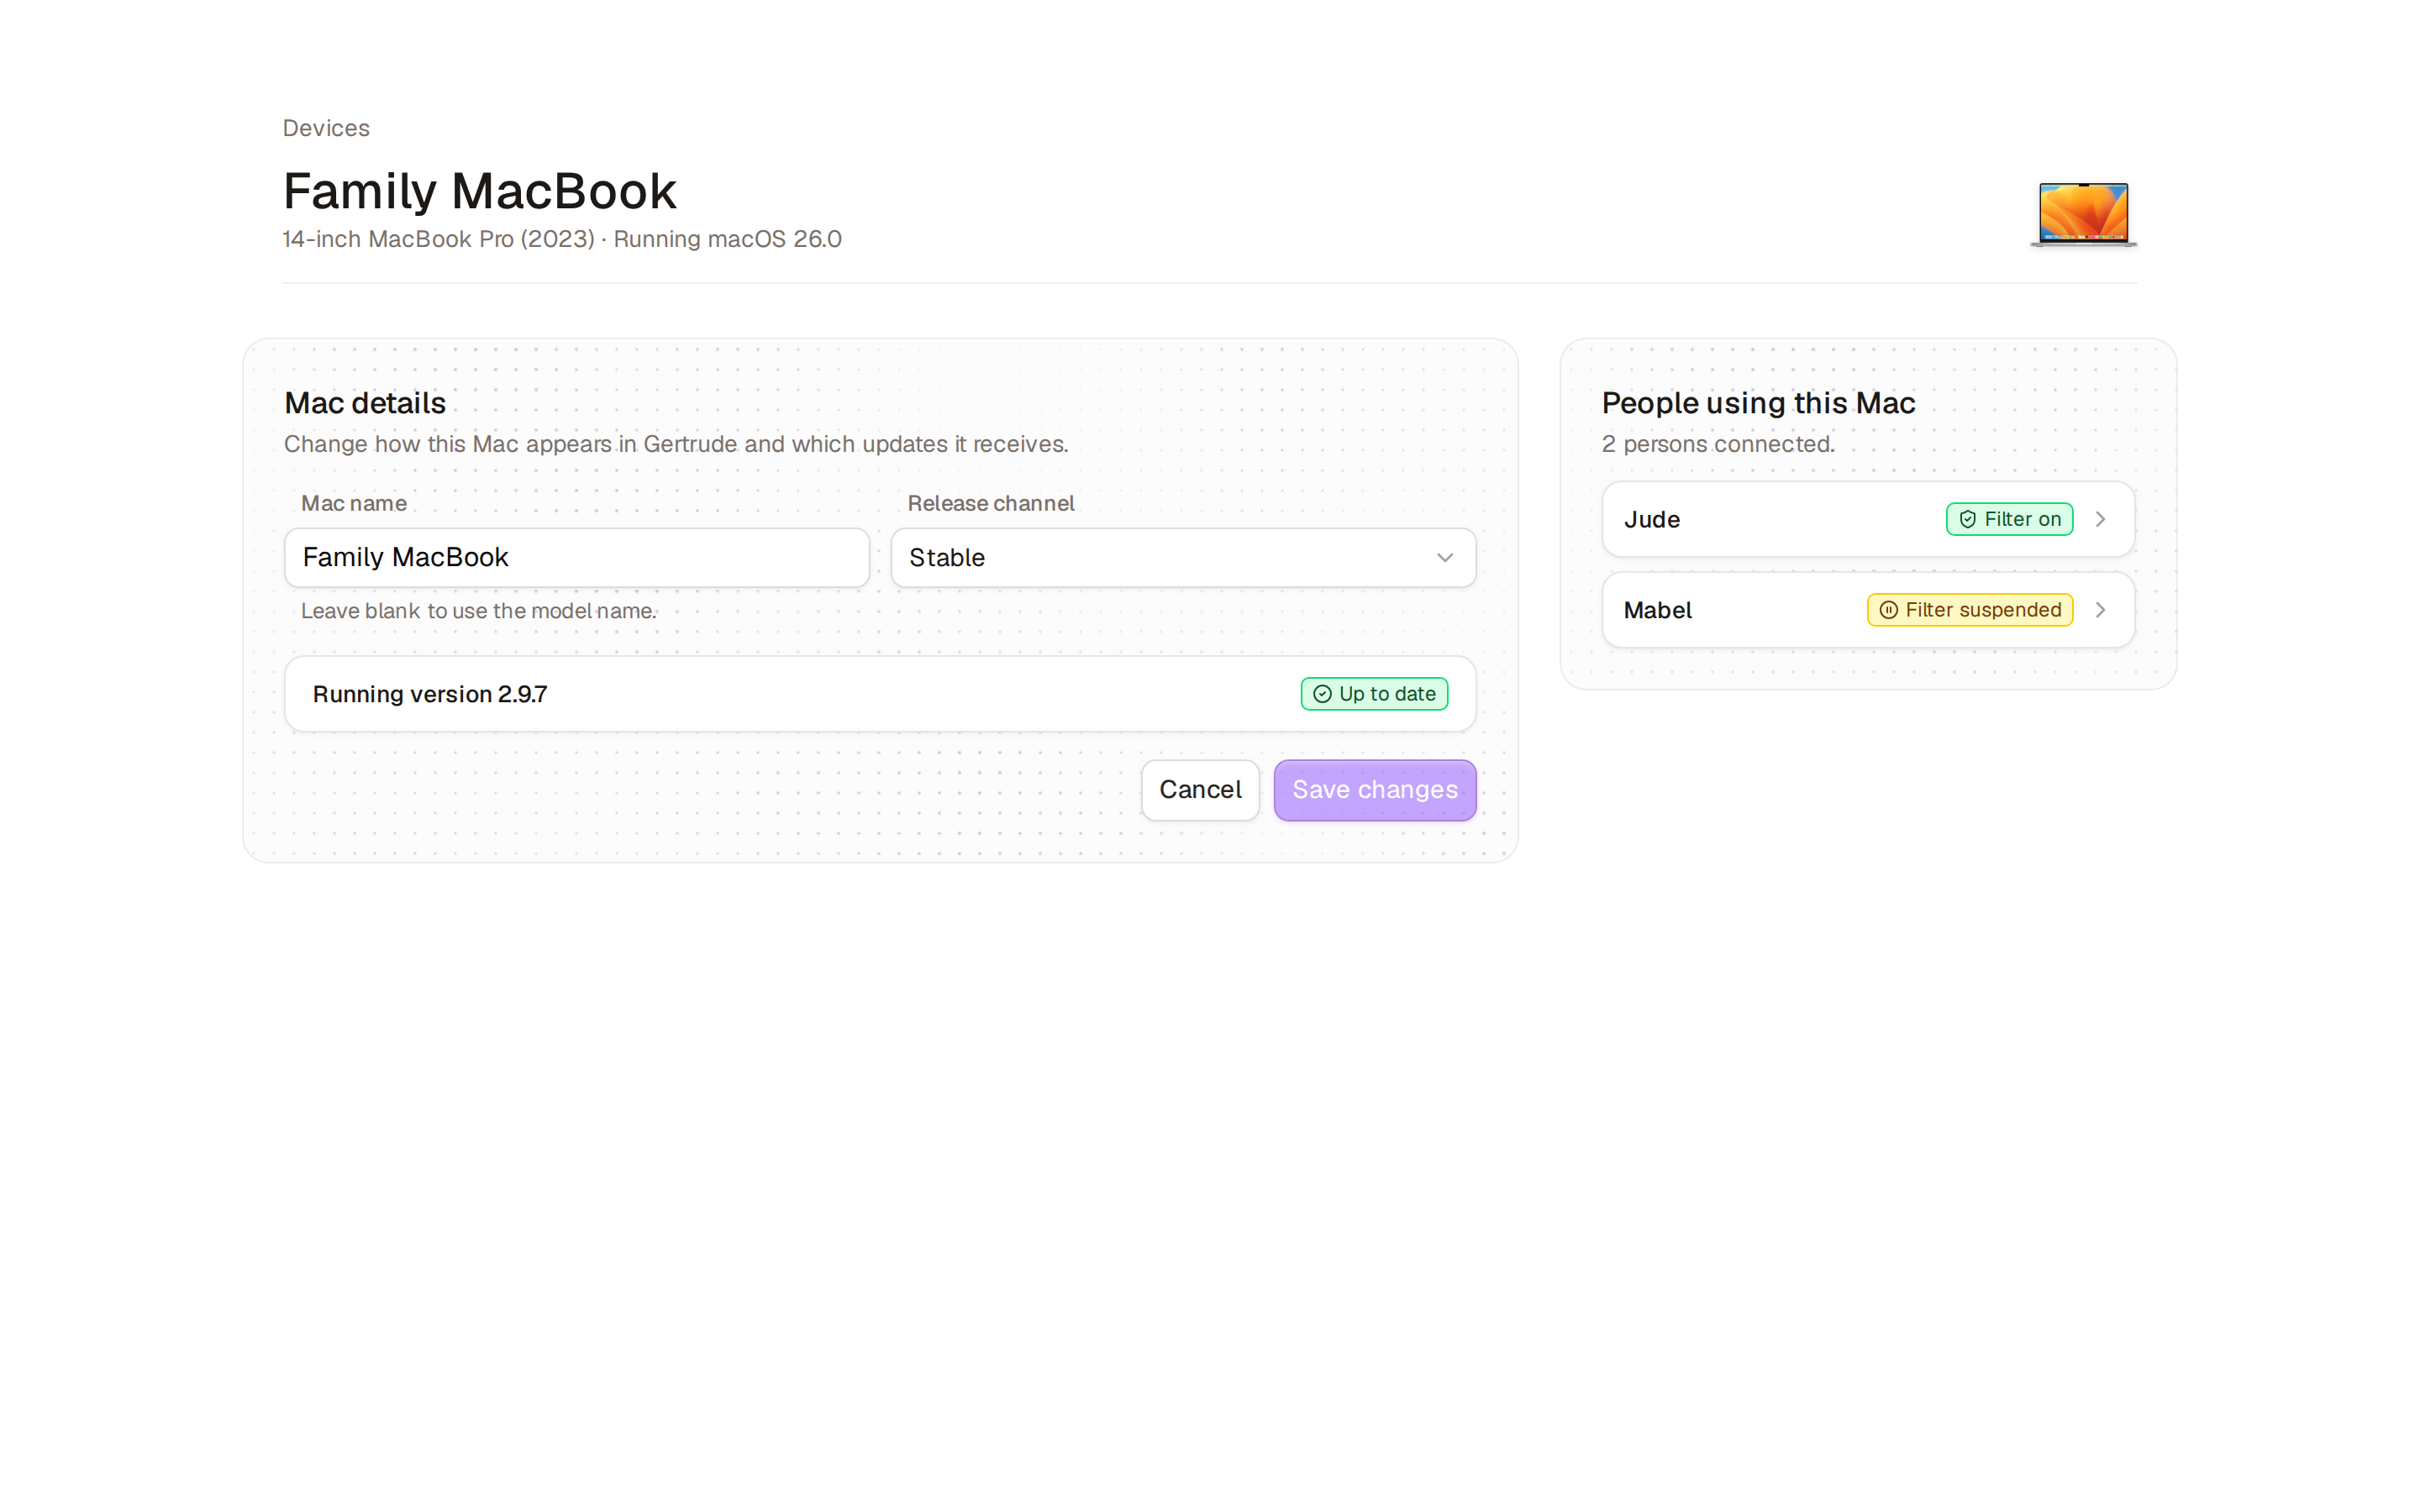 Devices
Family MacBook
14-inch MacBook Pro (2023) · Running macOS 26.0
Mac details
Change how this Mac appears in Gertrude and which updates it receives.
Mac name
Release channel
Family MacBook
Stable
Leave blank to use the model name.
Running version 2.9.7
Up to date
Cancel
Save changes
People using this Mac
2 persons connected.
Jude
Filter on
Mabel
Filter suspended